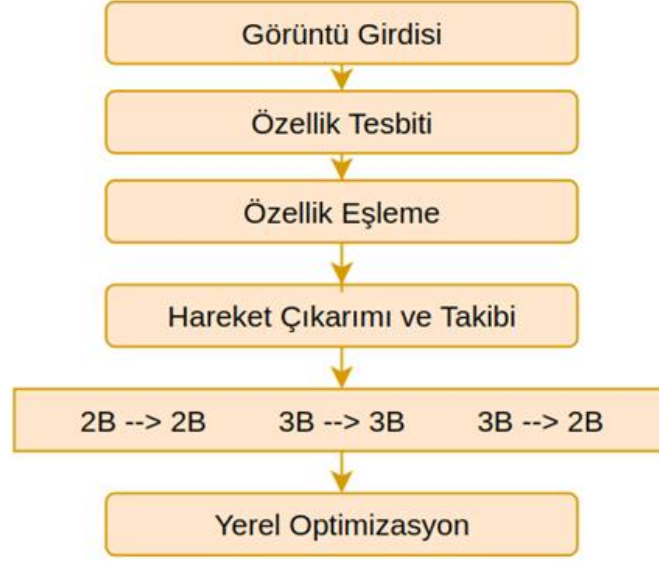 Görüntü Girdisi
Özellik Tesbiti
Özellik Eşleme
Hareket Çıkarımı ve Takibi
2B --> 2B 3B --> 3B 3B --> 2B
Yerel Optimizasyon